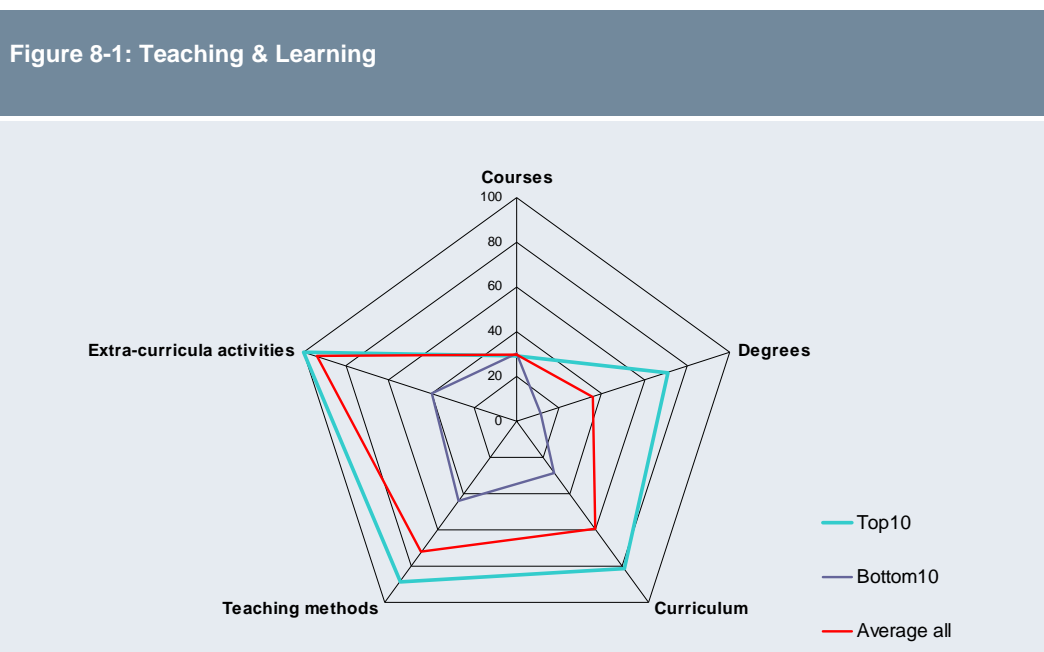 Figure 8-1: Teaching & Learning
Courses
100
80
60
40
20
0
Extra-curricula activities
Degrees
Teaching methods
Curriculum
Top10
Bottom10
Average all